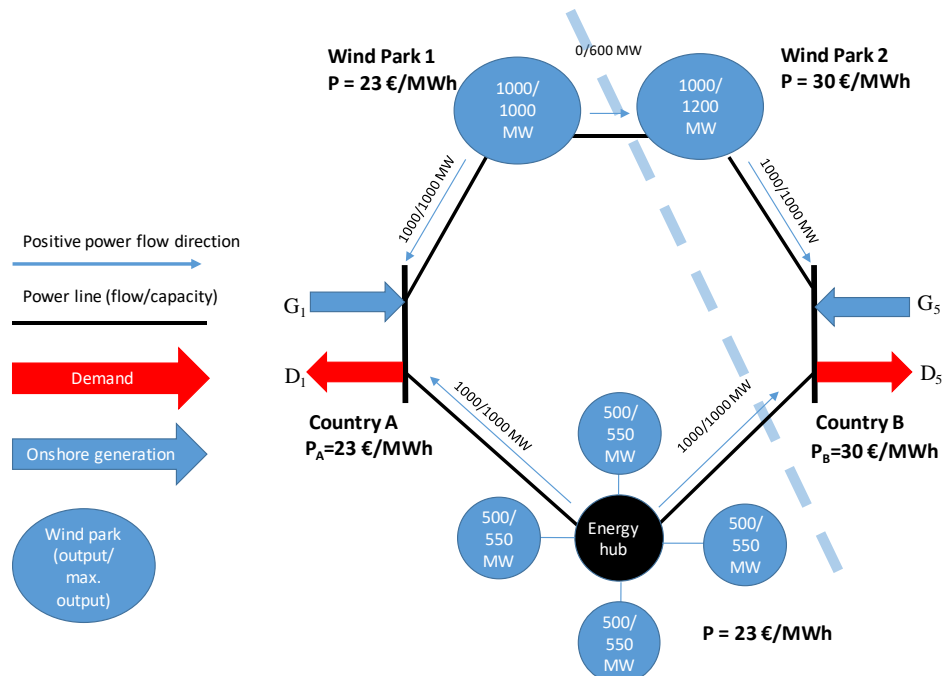 Wind Park 1
P = 23 €/MWh
0/600 MW
Wind Park 2
P = 30 €/MWh
1000/
1000
MW
1000/
1200
MW
1000/1000 MW
1000/1000 MW
Positive power flow direction
Power line (flow/capacity)
Demand
Onshore generation
Wind park
(output/
max.
output)
G1
G5
D1
D5
Country A
PA=23 €/MWh
Country B
PB=30 €/MWh
1000/1000 MW
1000/1000 MW
500/
550
MW
500/
550
MW
Energy
hub
500/
550
MW
500/
550
MW
P = 23 €/MWh